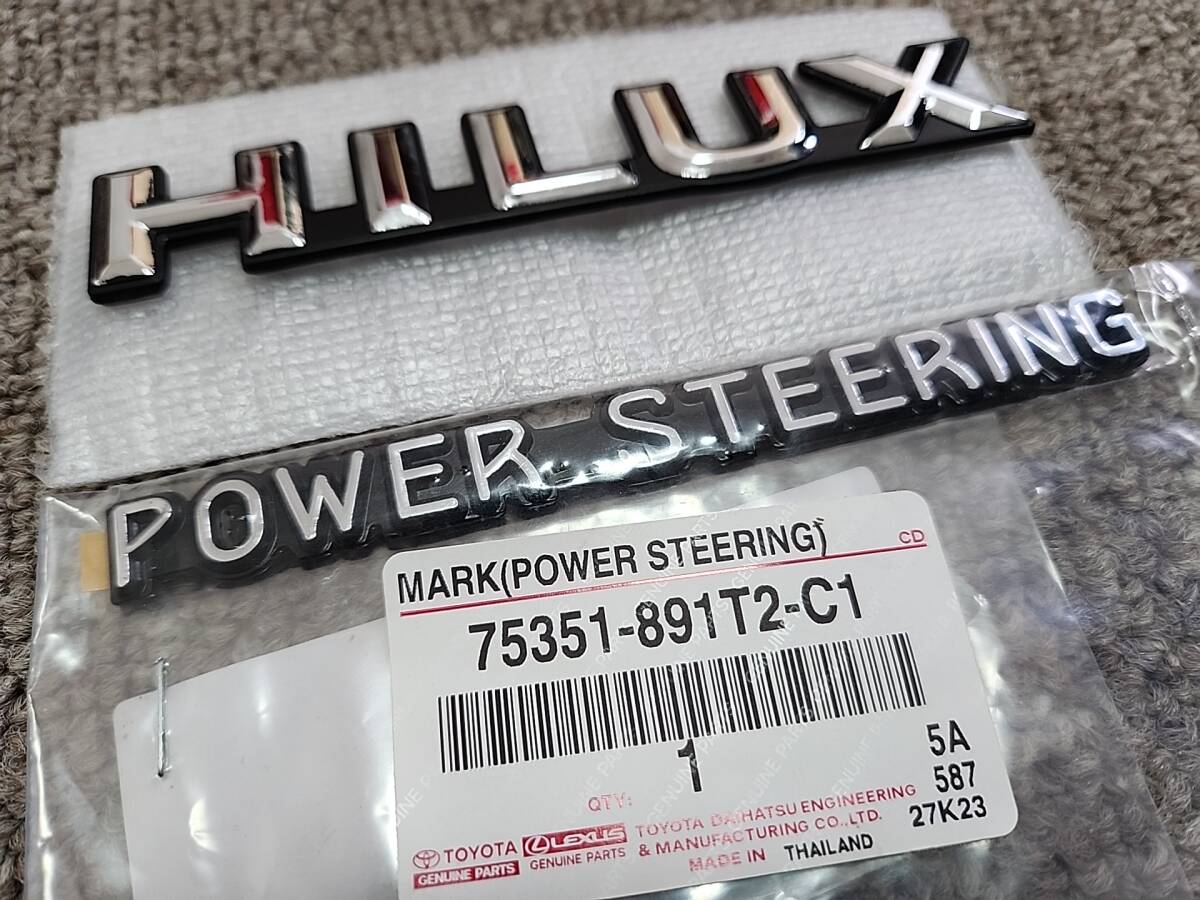 HILUX
POWER STEERING
MARK(POWER STEERING)
CD
75351-891T2-C1
1
QTY:
5A
587
27K23
TOYOTA
GENUINE PARTS
LEXUS
GENUINE PARTS
TOYOTA DAIHATSU ENGINEERING
& MANUFACTURING CO.,LTD.
MADE IN THAILAND